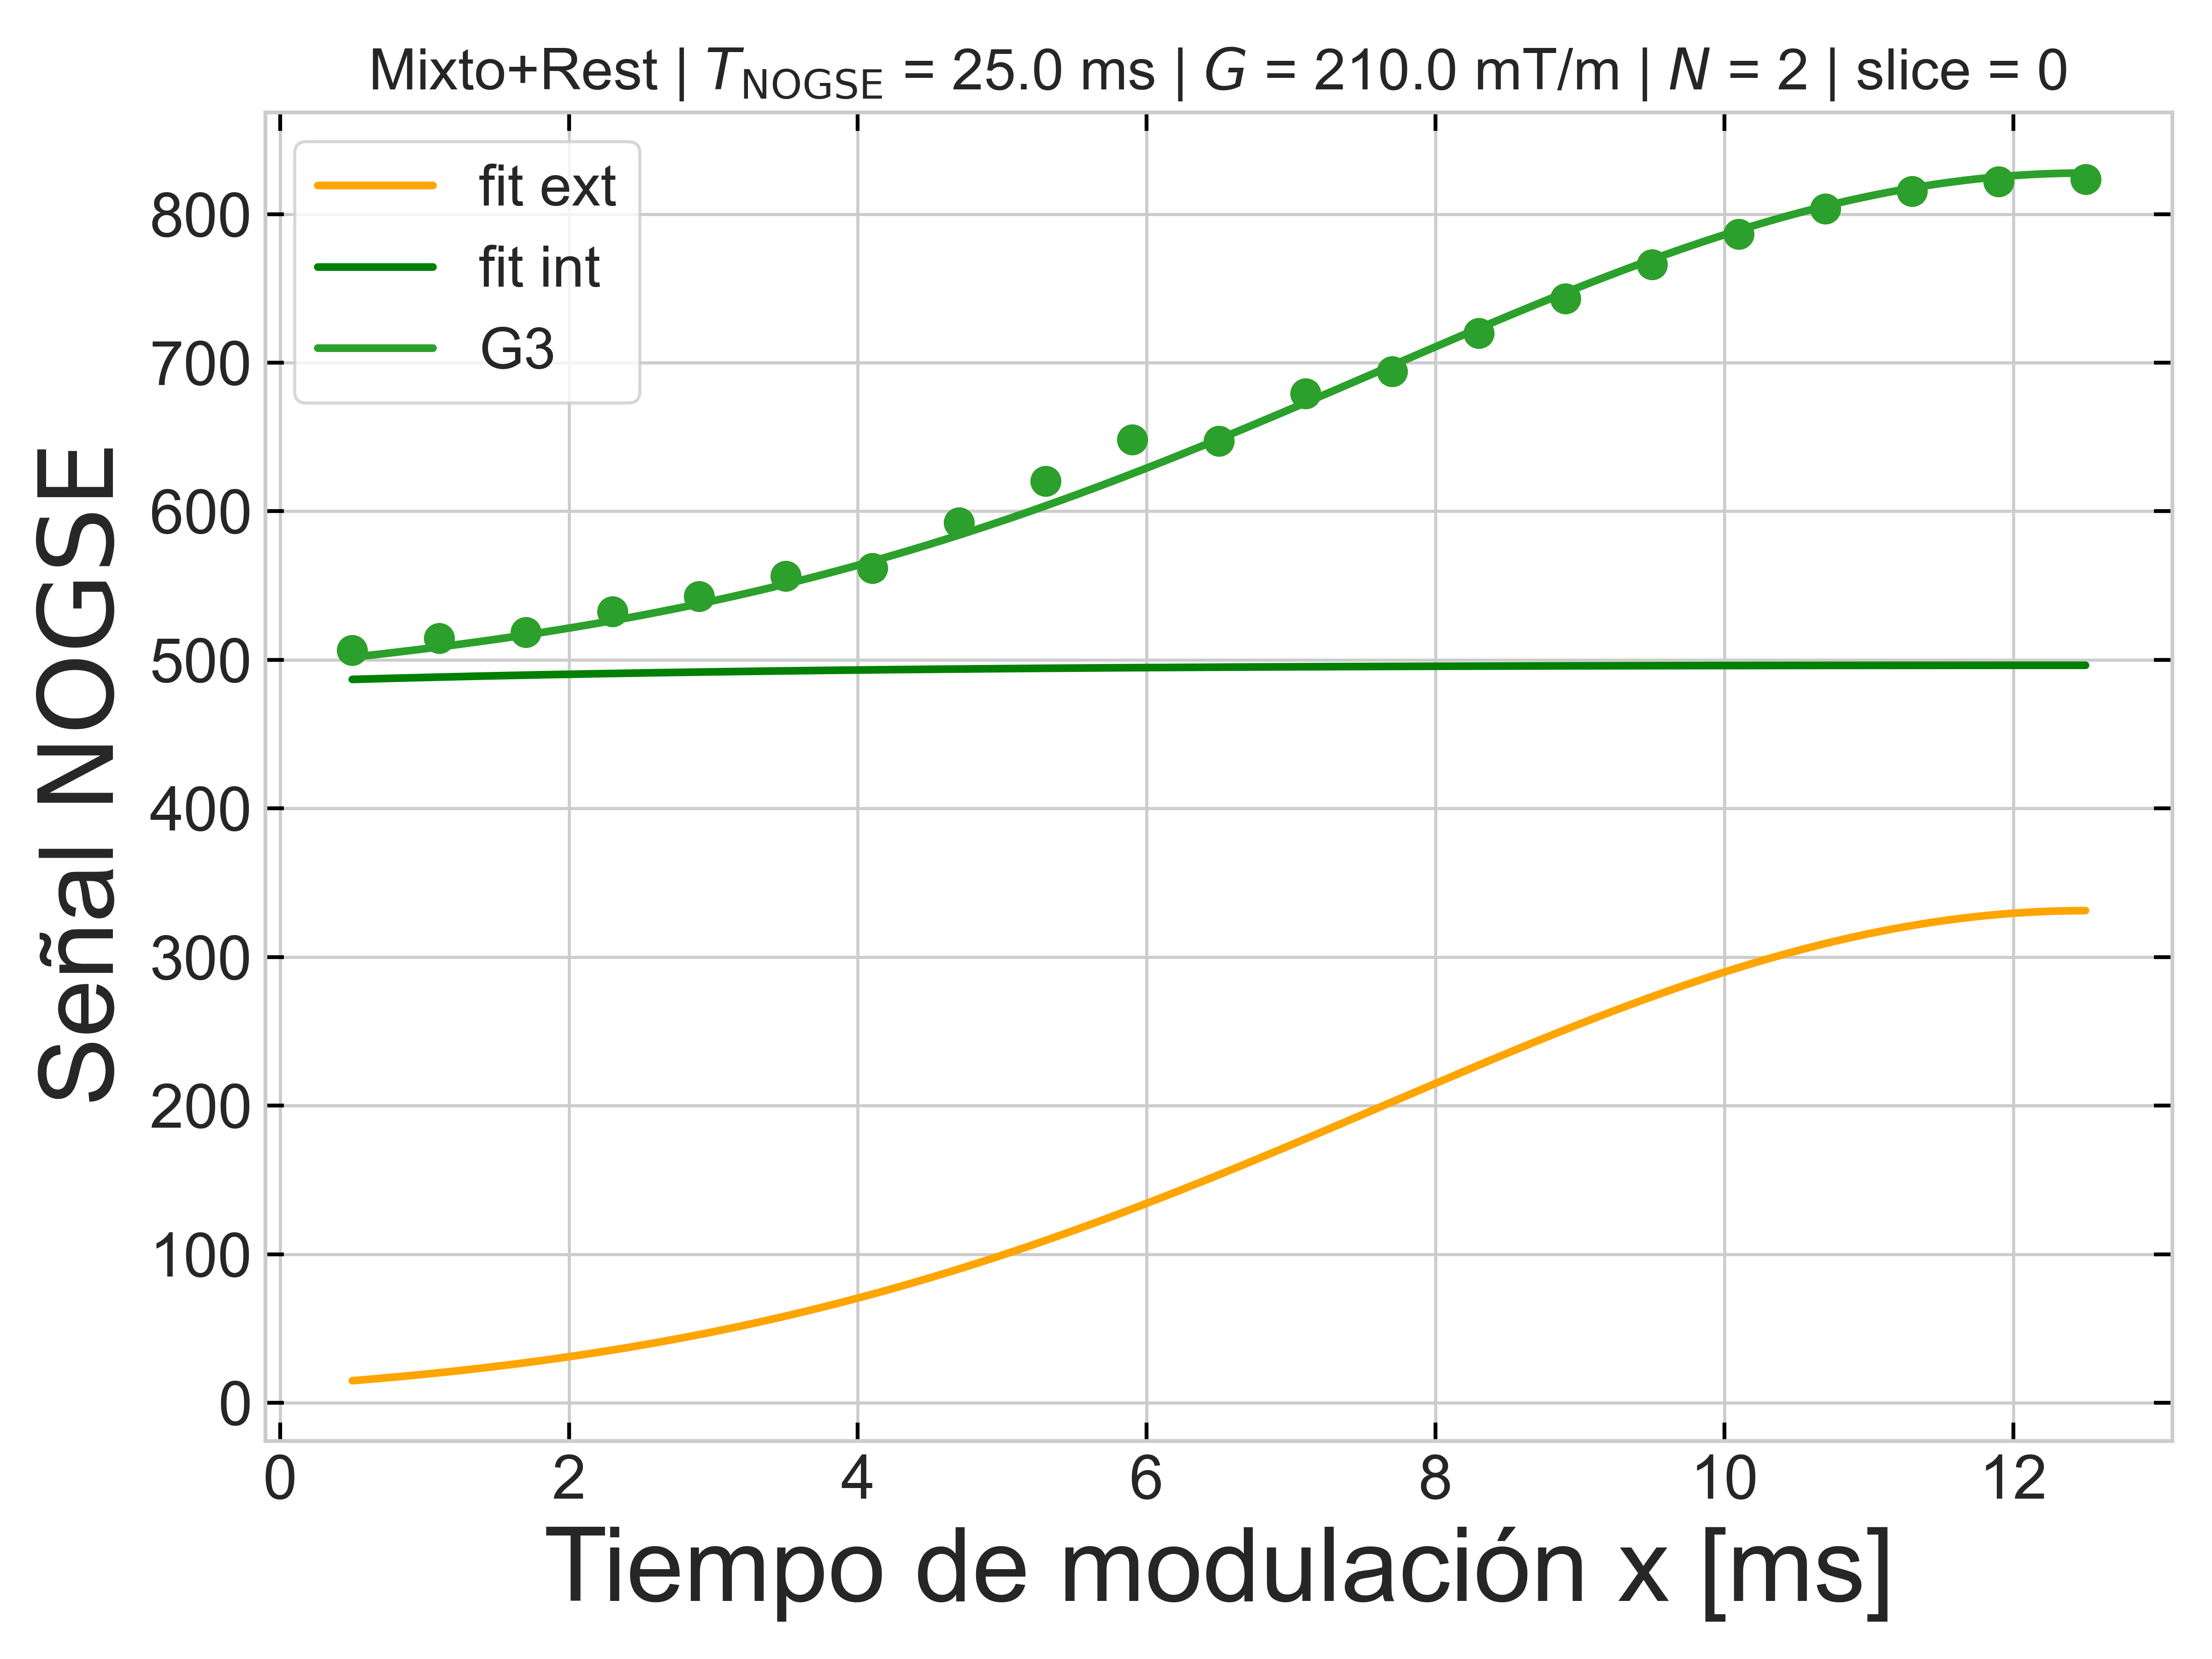 Mixto+Rest | T_NOGSE = 25.0 ms | G = 210.0 mT/m | N = 2 | slice = 0
fit ext
fit int
G3
Señal NOGSE
800
700
600
500
400
300
200
100
0
0 2 4 6 8 10 12
Tiempo de modulación x [ms]